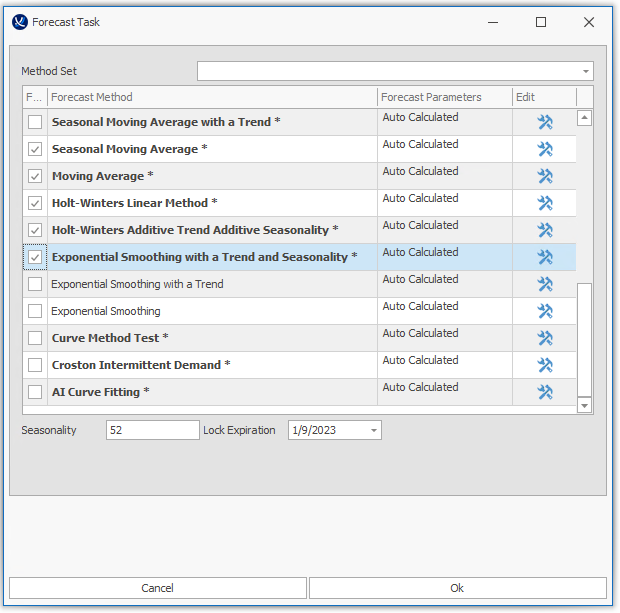 Forecast Task
Method Set
F... Forecast Method Forecast Parameters Edit
Seasonal Moving Average with a Trend * Auto Calculated
Seasonal Moving Average * Auto Calculated
Moving Average * Auto Calculated
Holt-Winters Linear Method * Auto Calculated
Holt-Winters Additive Trend Additive Seasonality * Auto Calculated
Exponential Smoothing with a Trend and Seasonality * Auto Calculated
Exponential Smoothing with a Trend Auto Calculated
Exponential Smoothing Auto Calculated
Curve Method Test * Auto Calculated
Croston Intermittent Demand * Auto Calculated
AI Curve Fitting * Auto Calculated
Seasonality 52 Lock Expiration 1/9/2023
Cancel Ok